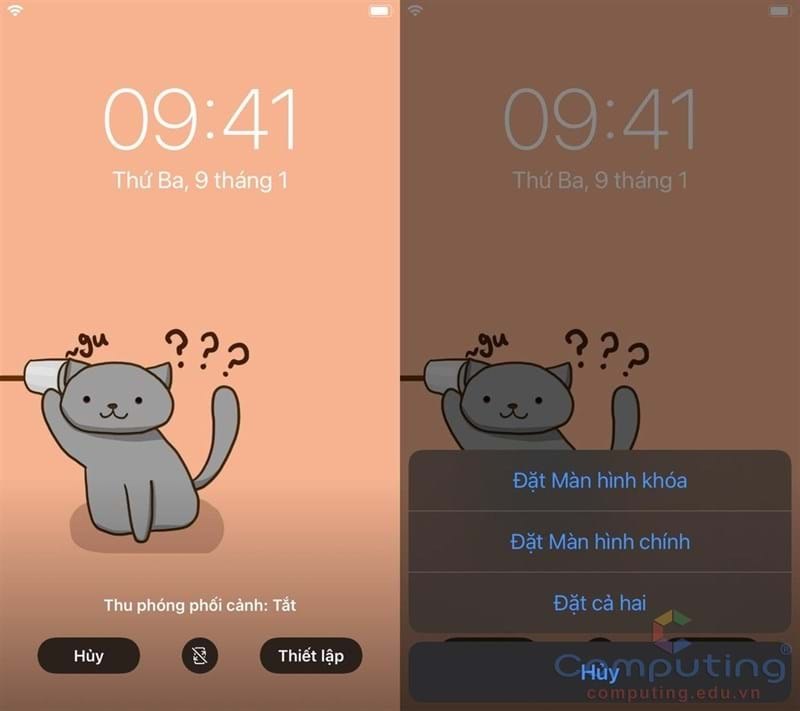 09:41
Thứ Ba, 9 tháng 1
~gu
? ? ?
Thu phóng phối cảnh: Tắt
Hủy
Thiết lập
09:41
Thứ Ba, 9 tháng 1
~gu
? ? ?
Đặt Màn hình khóa
Đặt Màn hình chính
Đặt cả hai
Hủy
Computing®
computing.edu.vn